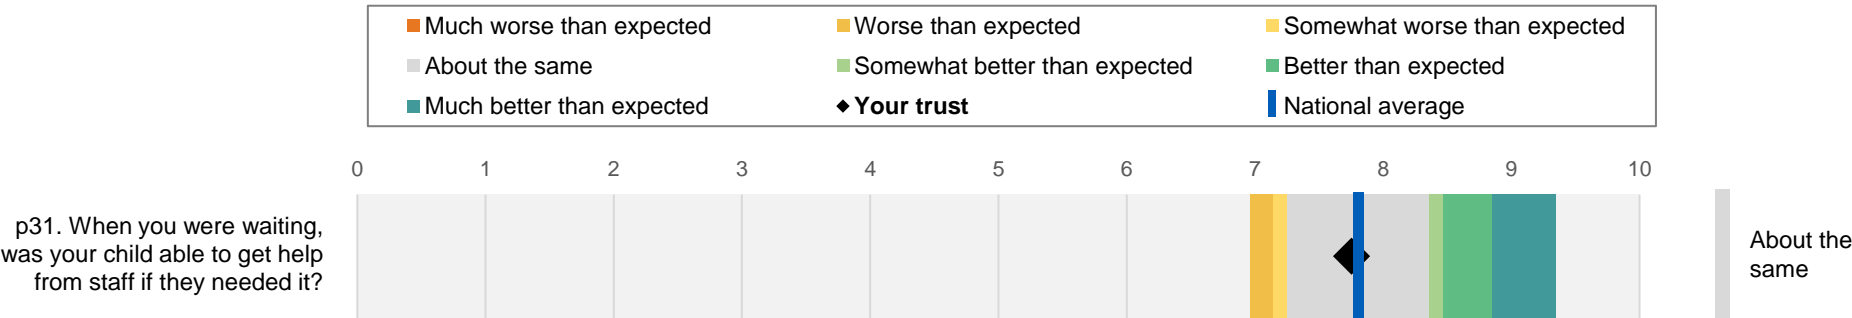 Much worse than expected
Worse than expected
Somewhat worse than expected
About the same
Somewhat better than expected
Better than expected
Much better than expected
Your trust
National average
0 1 2 3 4 5 6 7 8 9 10
p31. When you were waiting,
was your child able to get help
from staff if they needed it?
About the
same